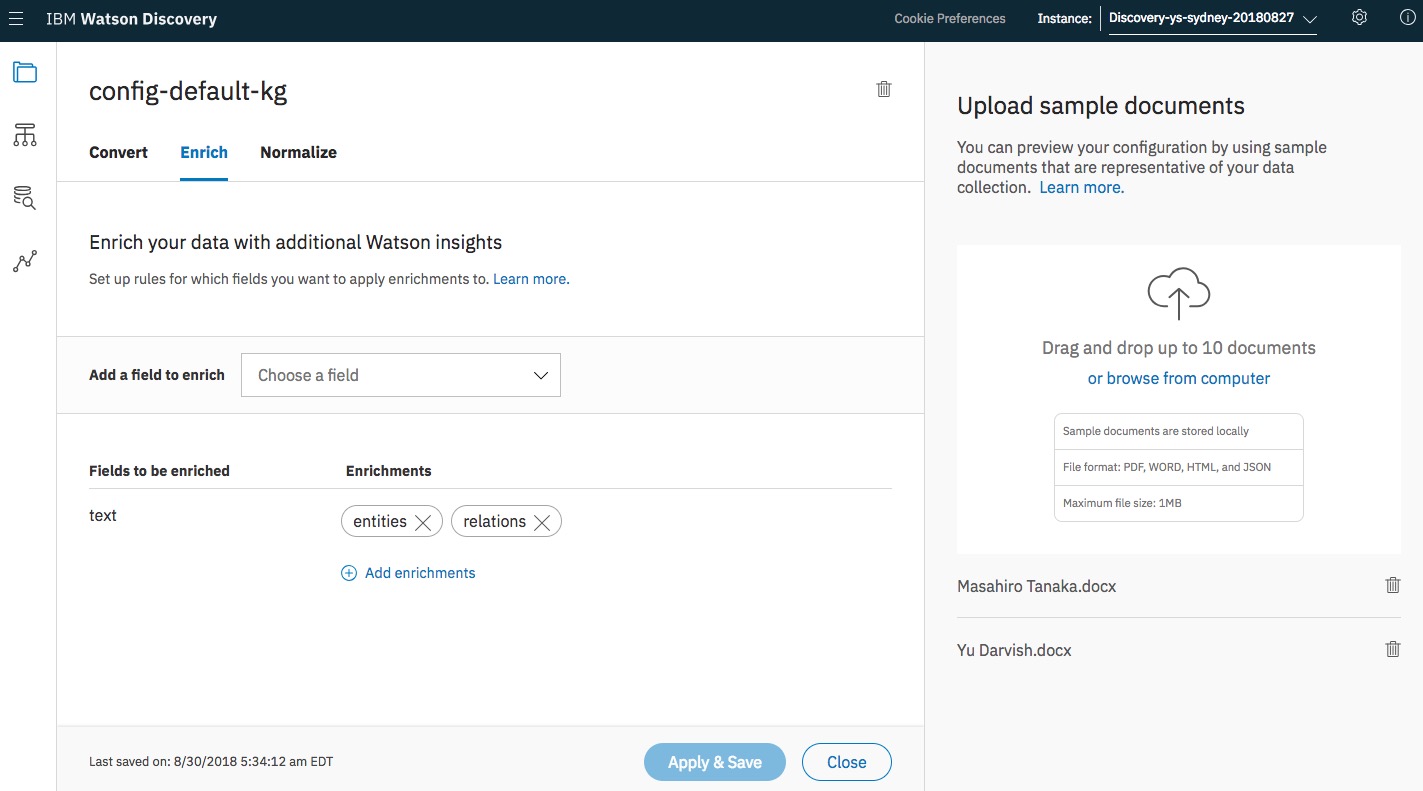 IBM Watson Discovery
Cookie Preferences
Instance: Discovery-ys-sydney-20180827
config-default-kg
Convert Enrich Normalize
Enrich your data with additional Watson insights
Set up rules for which fields you want to apply enrichments to. Learn more.
Add a field to enrich Choose a field
Fields to be enriched Enrichments
text entities relations
Add enrichments
Last saved on: 8/30/2018 5:34:12 am EDT
Apply & Save Close
Upload sample documents
You can preview your configuration by using sample
documents that are representative of your data
collection. Learn more.
Drag and drop up to 10 documents
or browse from computer
Sample documents are stored locally
File format: PDF, WORD, HTML, and JSON
Maximum file size: 1MB
Masahiro Tanaka.docx
Yu Darvish.docx